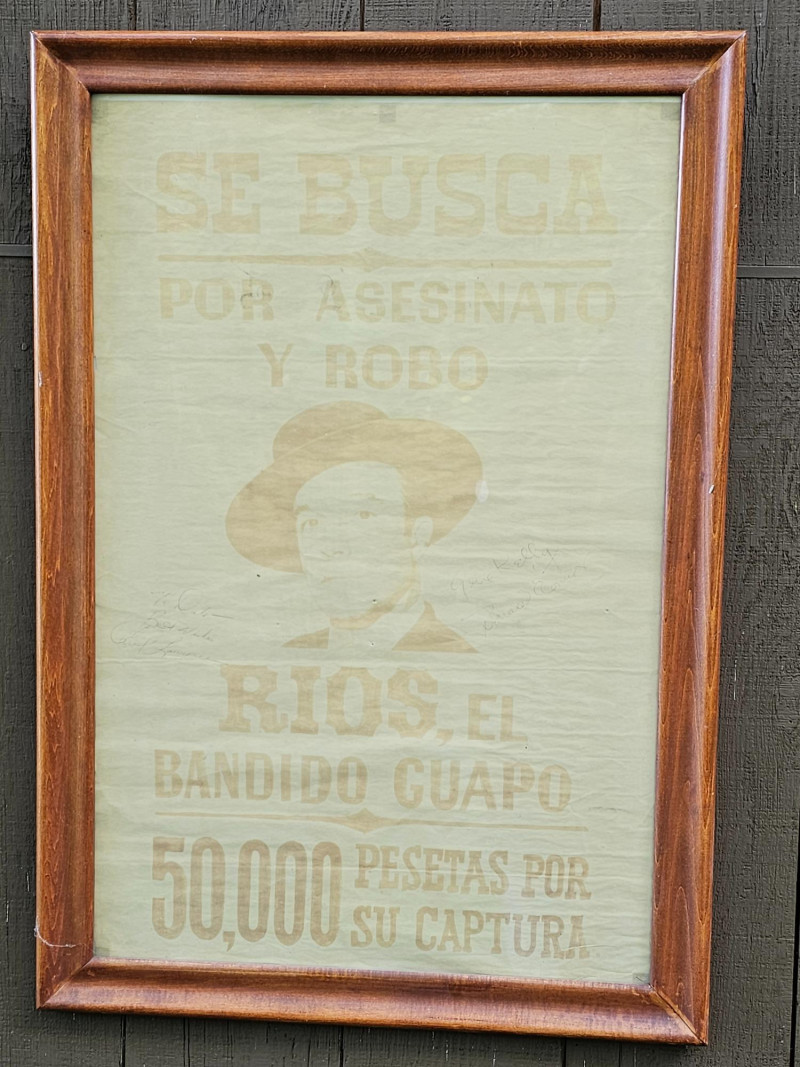 SE BUSCA
POR ASESINATO
Y ROBO
RIOS, EL
BANDIDO GUAPO
50,000 PESETAS POR
SU CAPTURA